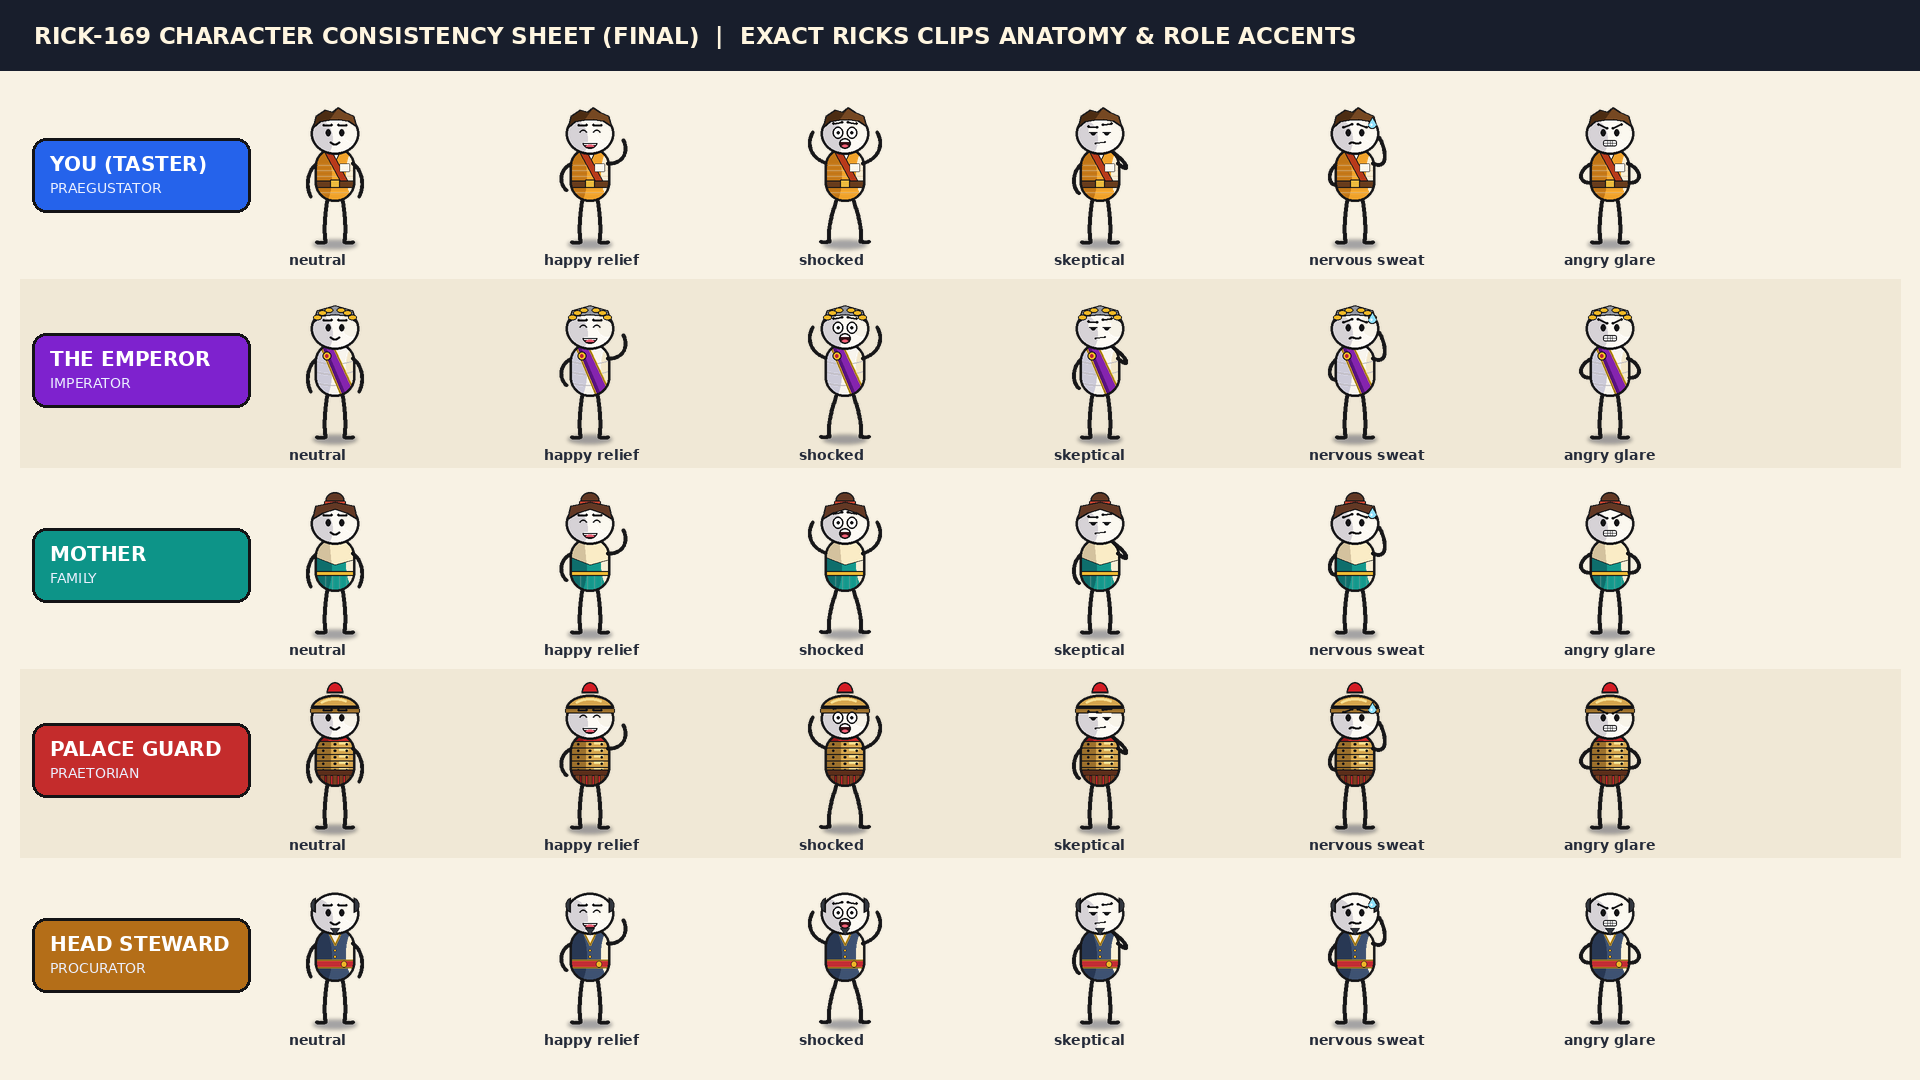 RICK-169 CHARACTER CONSISTENCY SHEET (FINAL) | EXACT RICKS CLIPS ANATOMY & ROLE ACCENTS
YOU (TASTER)
PRAEGUSTATOR
neutral
happy relief
shocked
skeptical
nervous sweat
angry glare
THE EMPEROR
IMPERATOR
neutral
happy relief
shocked
skeptical
nervous sweat
angry glare
MOTHER
FAMILY
neutral
happy relief
shocked
skeptical
nervous sweat
angry glare
PALACE GUARD
PRAETORIAN
neutral
happy relief
shocked
skeptical
nervous sweat
angry glare
HEAD STEWARD
PROCURATOR
neutral
happy relief
shocked
skeptical
nervous sweat
angry glare